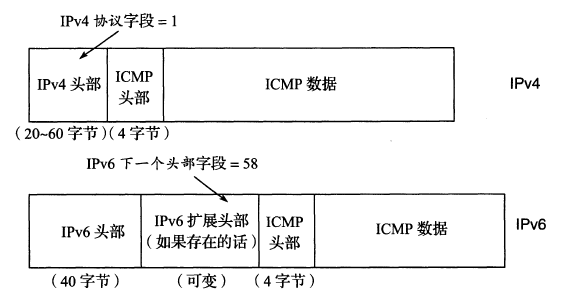 IPv4 协议字段=1
IPv4 头部
ICMP
头部
ICMP 数据
IPv4
(20~60 字节)(4字节)
IPv6 下一个头部字段=58
IPv6 头部
IPv6 扩展头部
(如果存在的话)
ICMP
头部
ICMP 数据
IPv6
(40 字节)
(可变)
(4 字节)